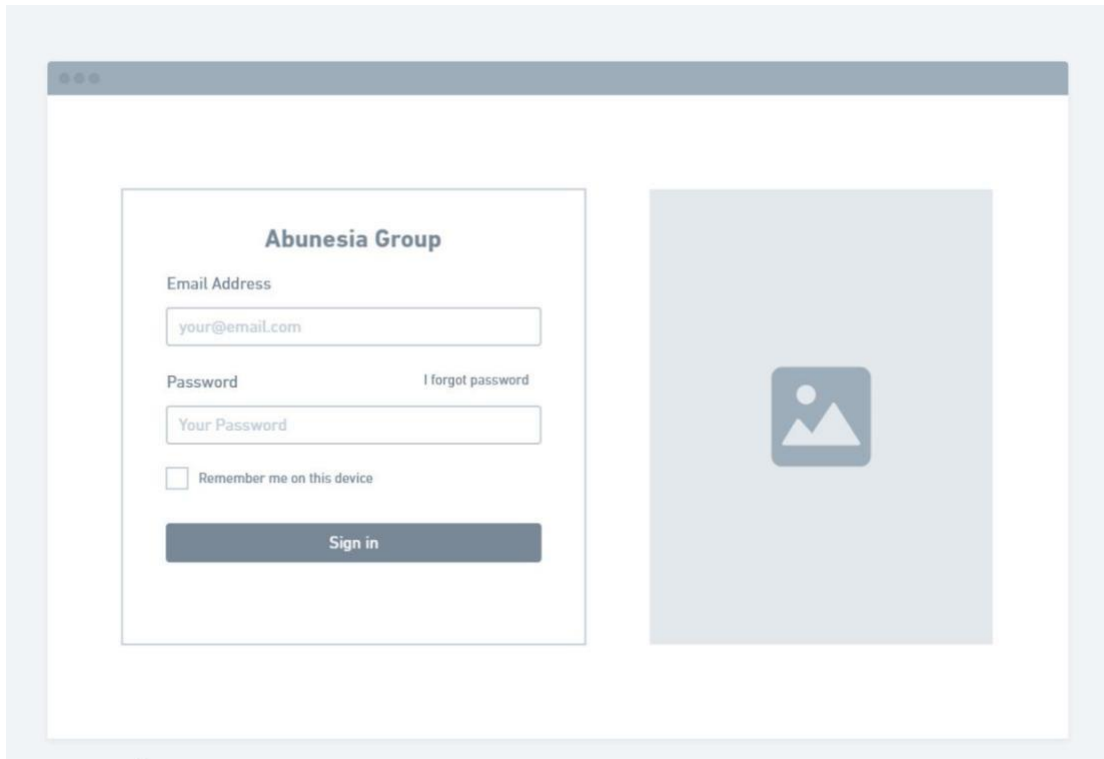 Abunesia Group
Email Address
your@email.com
Password
I forgot password
Your Password
Remember me on this device
Sign in